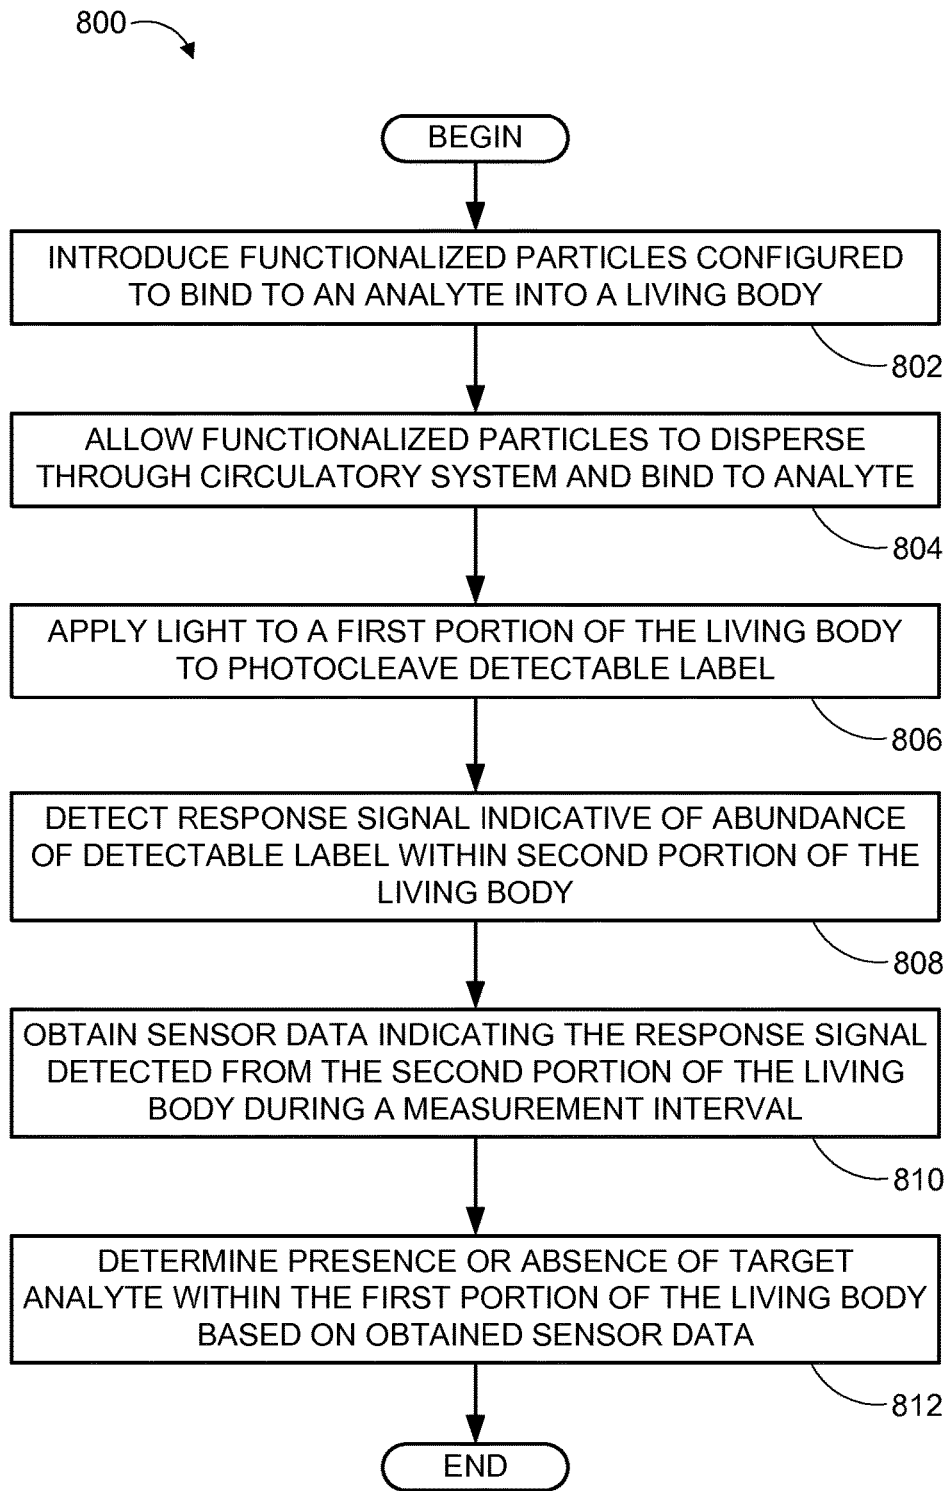 800
BEGIN
INTRODUCE FUNCTIONALIZED PARTICLES CONFIGURED
TO BIND TO AN ANALYTE INTO A LIVING BODY
802
ALLOW FUNCTIONALIZED PARTICLES TO DISPERSE
THROUGH CIRCULATORY SYSTEM AND BIND TO ANALYTE
804
APPLY LIGHT TO A FIRST PORTION OF THE LIVING BODY
TO PHOTOCLEAVE DETECTABLE LABEL
806
DETECT RESPONSE SIGNAL INDICATIVE OF ABUNDANCE
OF DETECTABLE LABEL WITHIN SECOND PORTION OF THE
LIVING BODY
808
OBTAIN SENSOR DATA INDICATING THE RESPONSE SIGNAL
DETECTED FROM THE SECOND PORTION OF THE LIVING
BODY DURING A MEASUREMENT INTERVAL
810
DETERMINE PRESENCE OR ABSENCE OF TARGET
ANALYTE WITHIN THE FIRST PORTION OF THE LIVING BODY
BASED ON OBTAINED SENSOR DATA
812
END